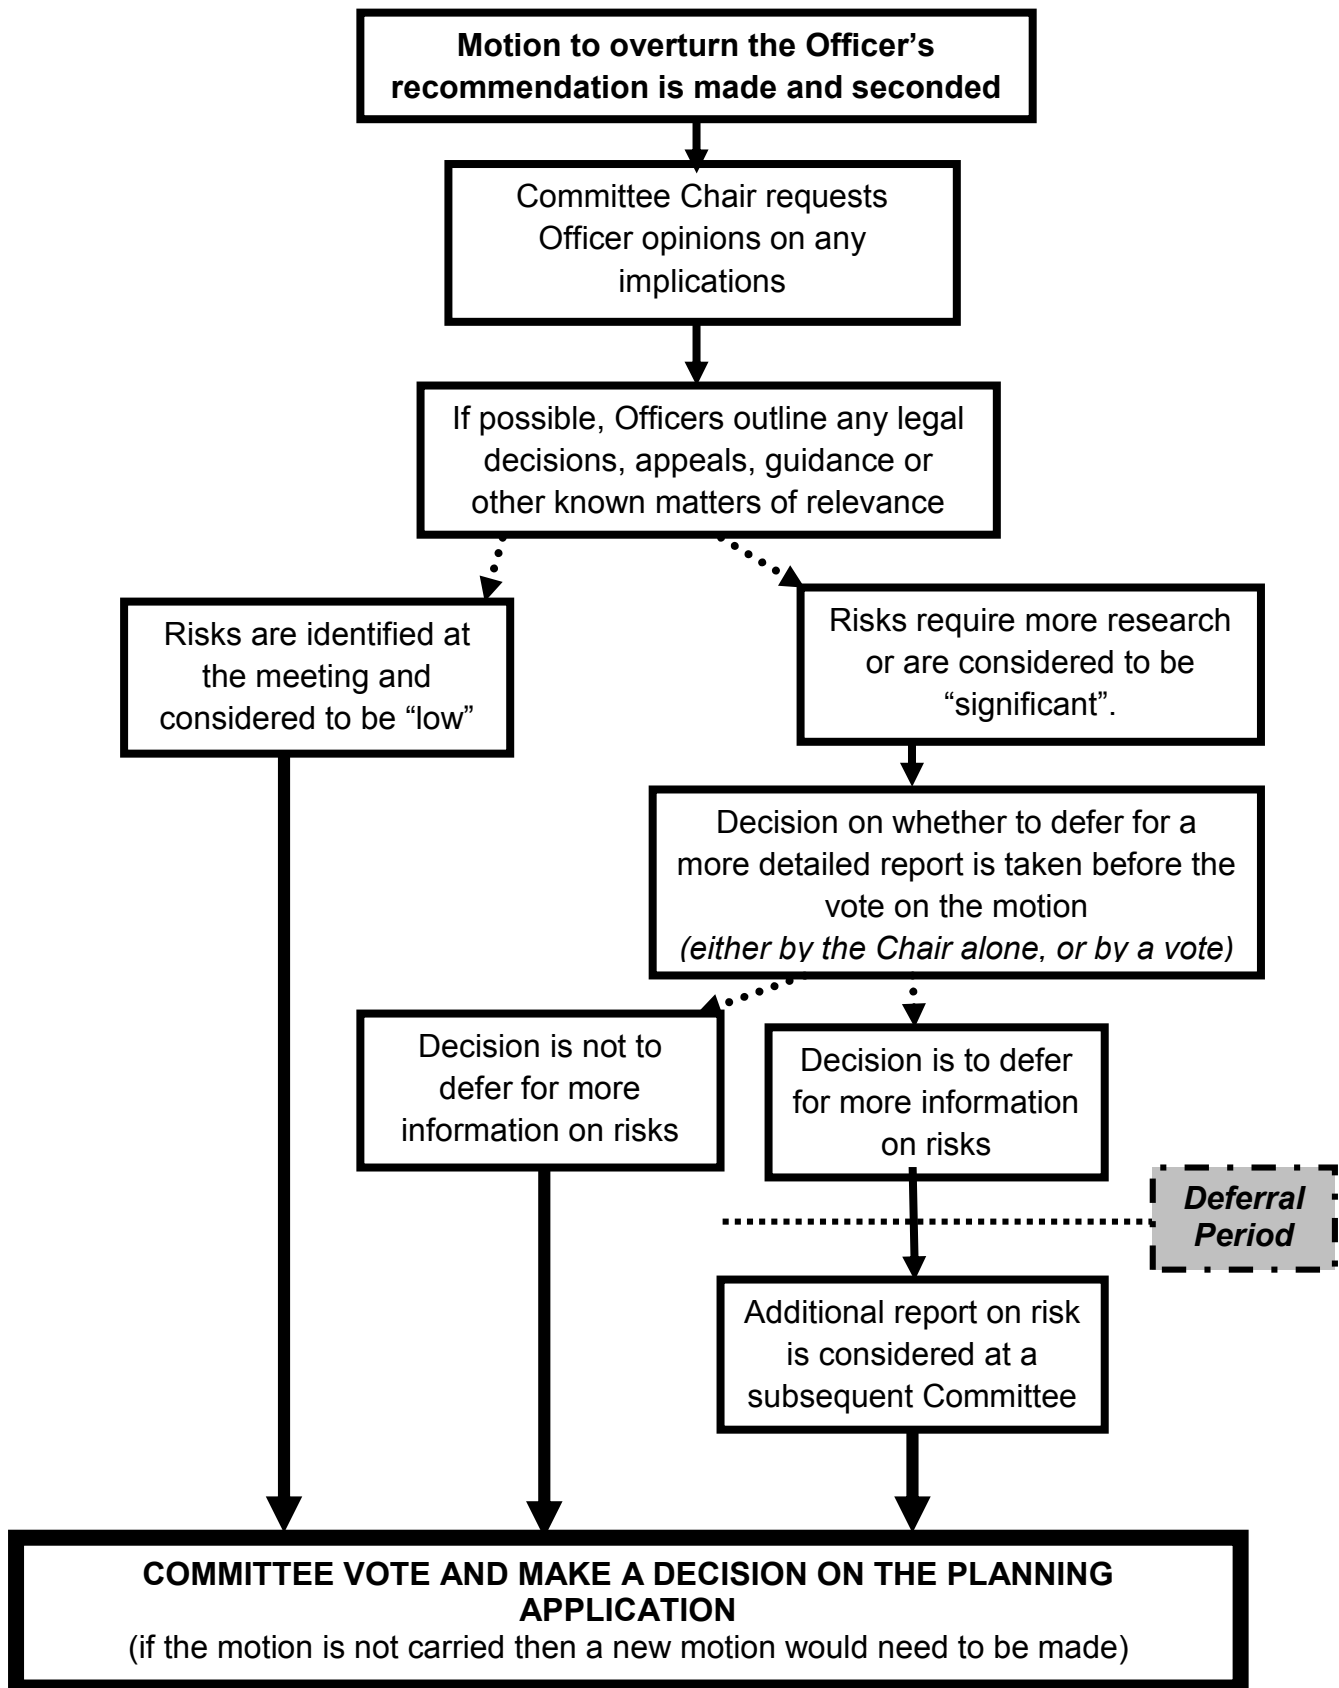 Motion to overturn the Officer’s
recommendation is made and seconded
Committee Chair requests
Officer opinions on any
implications
If possible, Officers outline any legal
decisions, appeals, guidance or
other known matters of relevance
Risks are identified at
the meeting and
considered to be “low”
Risks require more research
or are considered to be
“significant”.
Decision on whether to defer for a
more detailed report is taken before the
vote on the motion
(either by the Chair alone, or by a vote)
Decision is not to
defer for more
information on risks
Decision is to defer
for more information
on risks
Deferral
Period
Additional report on risk
is considered at a
subsequent Committee
COMMITTEE VOTE AND MAKE A DECISION ON THE PLANNING
APPLICATION
(if the motion is not carried then a new motion would need to be made)